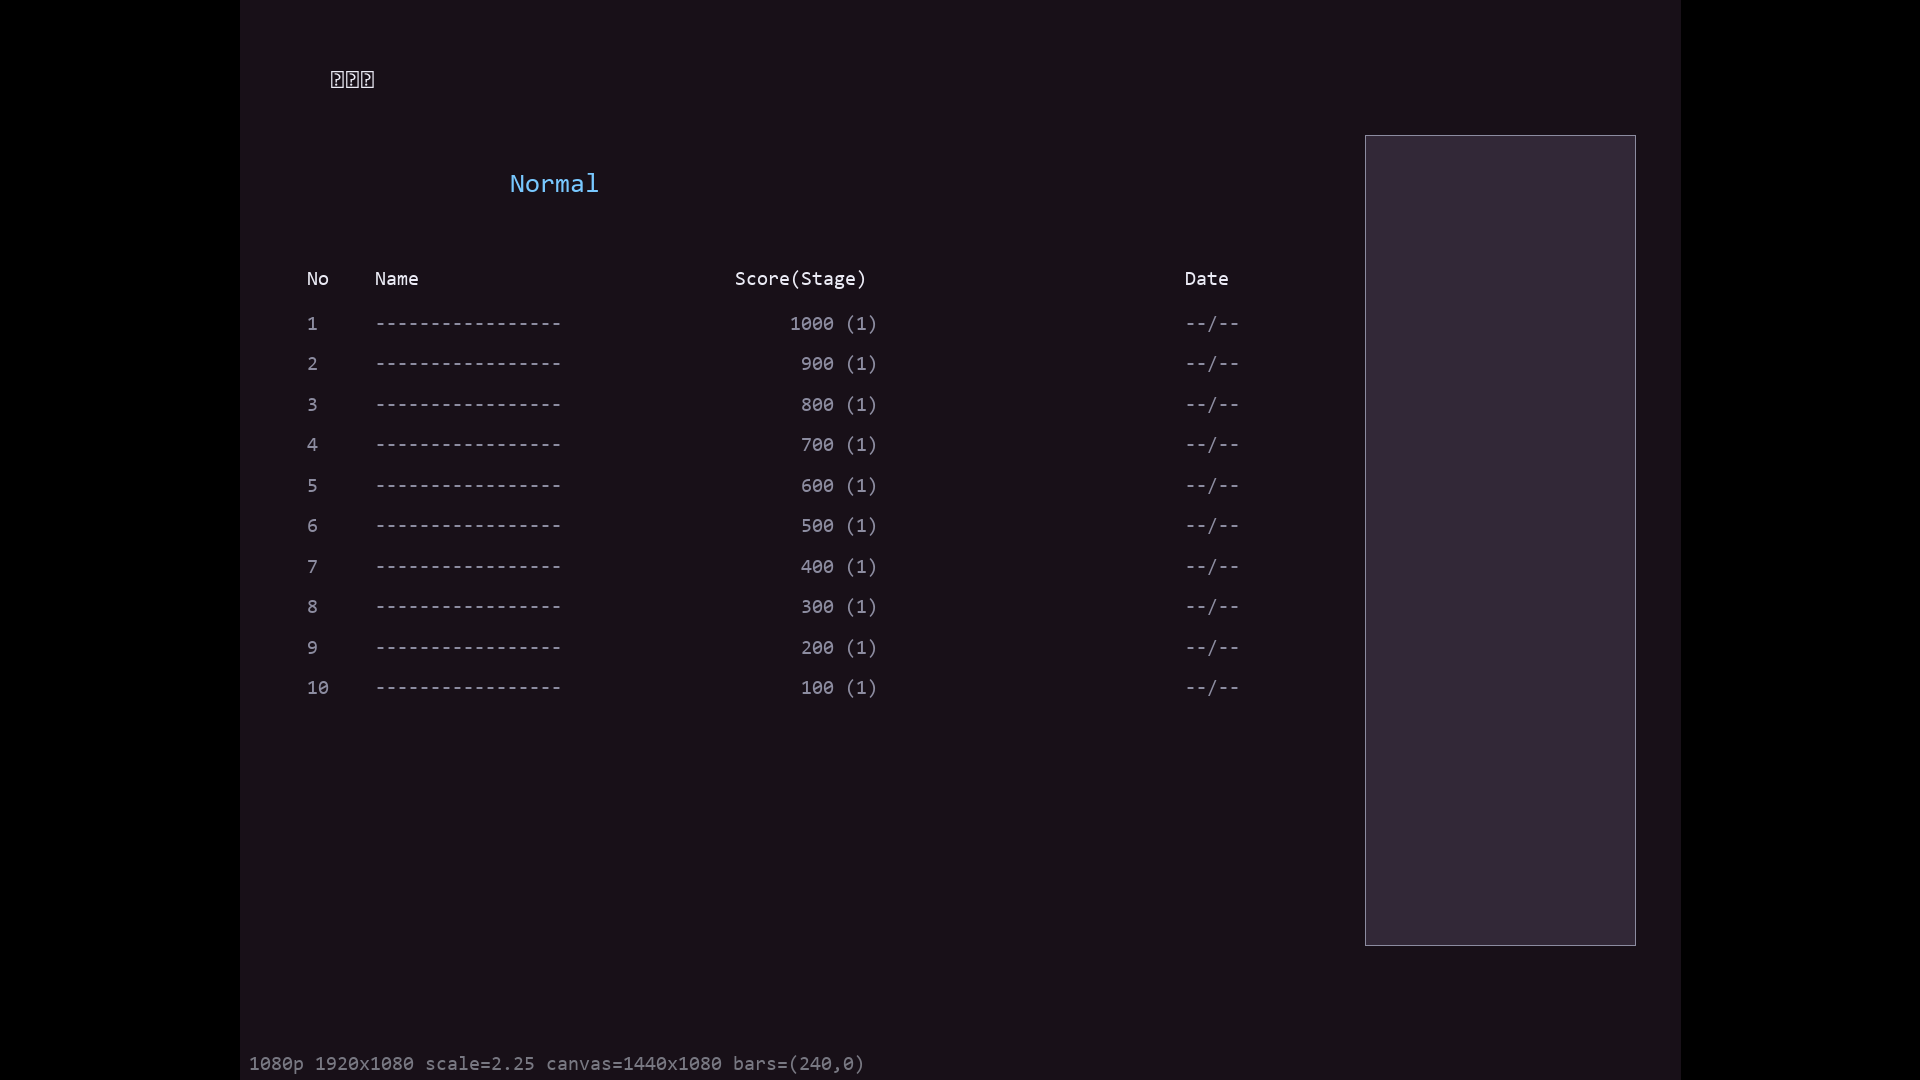 Normal
No Name Score(Stage) Date
1 ----------------- 1000 (1) --/--
2 ----------------- 900 (1) --/--
3 ----------------- 800 (1) --/--
4 ----------------- 700 (1) --/--
5 ----------------- 600 (1) --/--
6 ----------------- 500 (1) --/--
7 ----------------- 400 (1) --/--
8 ----------------- 300 (1) --/--
9 ----------------- 200 (1) --/--
10 ----------------- 100 (1) --/--
1080p 1920x1080 scale=2.25 canvas=1440x1080 bars=(240,0)